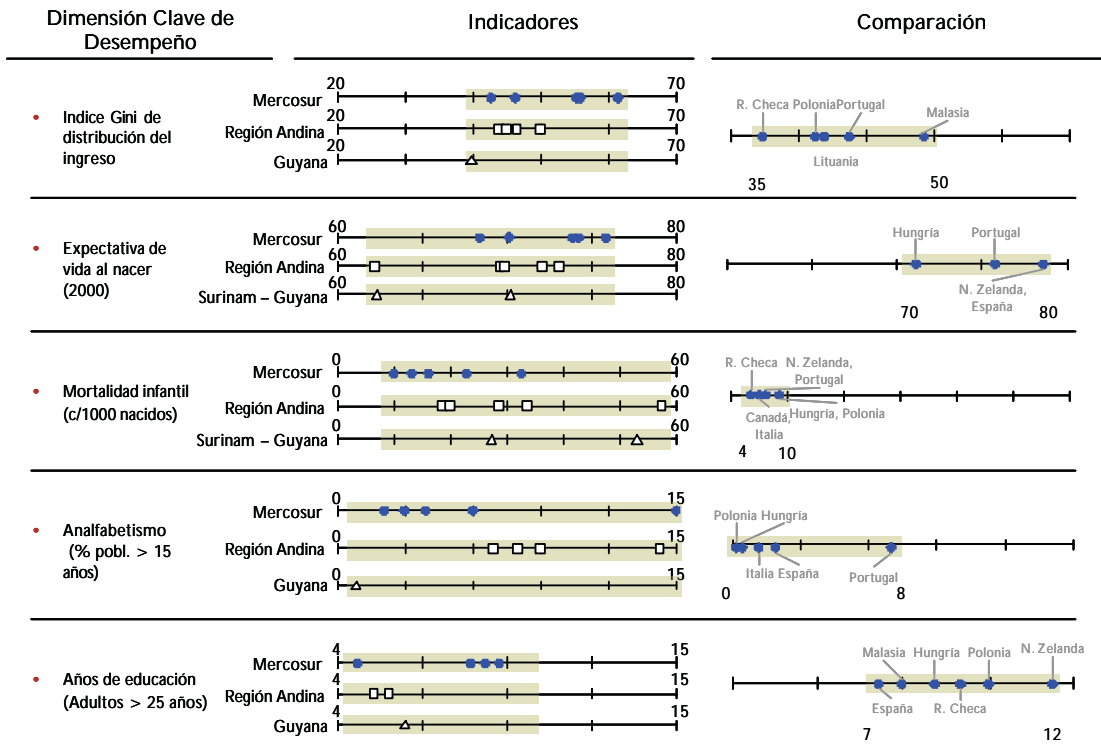 Dimensión Clave de
Desempeño
Indicadores
Comparación
• Indice Gini de
distribución del
ingreso
20 70
Mercosur
20 70
Región Andina
20 70
Guyana
R. Checa Polonia Portugal
Malasia
Lituania
35 50
• Expectativa de
vida al nacer
(2000)
60 80
Mercosur
60 80
Región Andina
60 80
Surinam – Guyana
Hungría Portugal
N. Zelanda,
España
70 80
• Mortalidad infantil
(c/1000 nacidos)
0 60
Mercosur
0 60
Región Andina
0 60
Surinam – Guyana
R. Checa N. Zelanda,
Portugal
Canadá,
Italia
Hungría, Polonia
4 10
• Analfabetismo
(% pobl. > 15
años)
0 15
Mercosur
0 15
Región Andina
0 15
Guyana
Polonia Hungría
Italia España
Portugal
0 8
• Años de educación
(Adultos > 25 años)
4 15
Mercosur
4 15
Región Andina
4 15
Guyana
Malasia Hungría Polonia N. Zelanda
España R. Checa
7 12